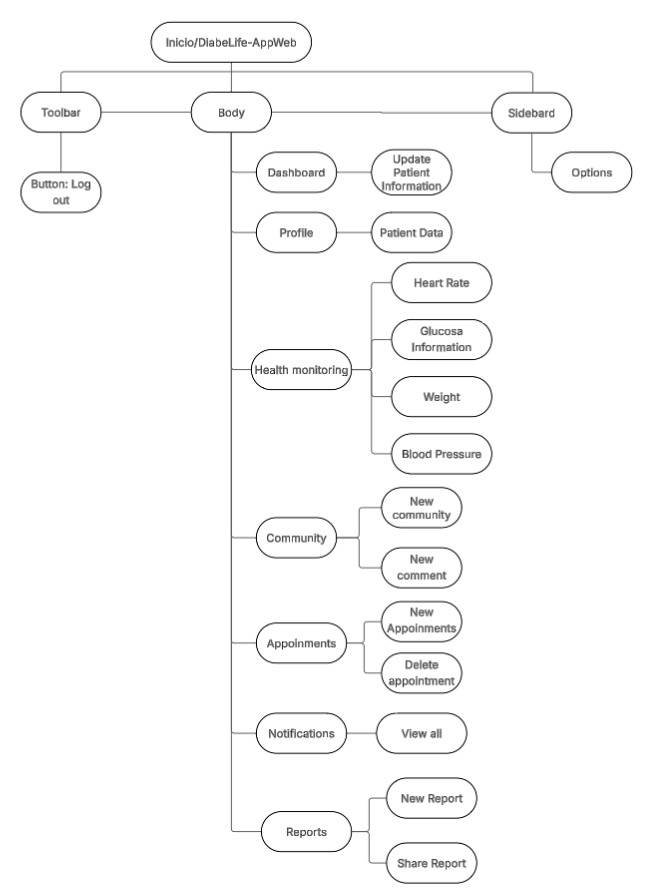 Inicio/DiabeLife-AppWeb
Toolbar
Body
Sidebard
Button: Log
out
Options
Dashboard
Update
Patient
Information
Profile
Patient Data
Health monitoring
Heart Rate
Glucosa
Information
Weight
Blood Pressure
Community
New
community
New
comment
Appoinments
New
Appoinments
Delete
appointment
Notifications
View all
Reports
New Report
Share Report